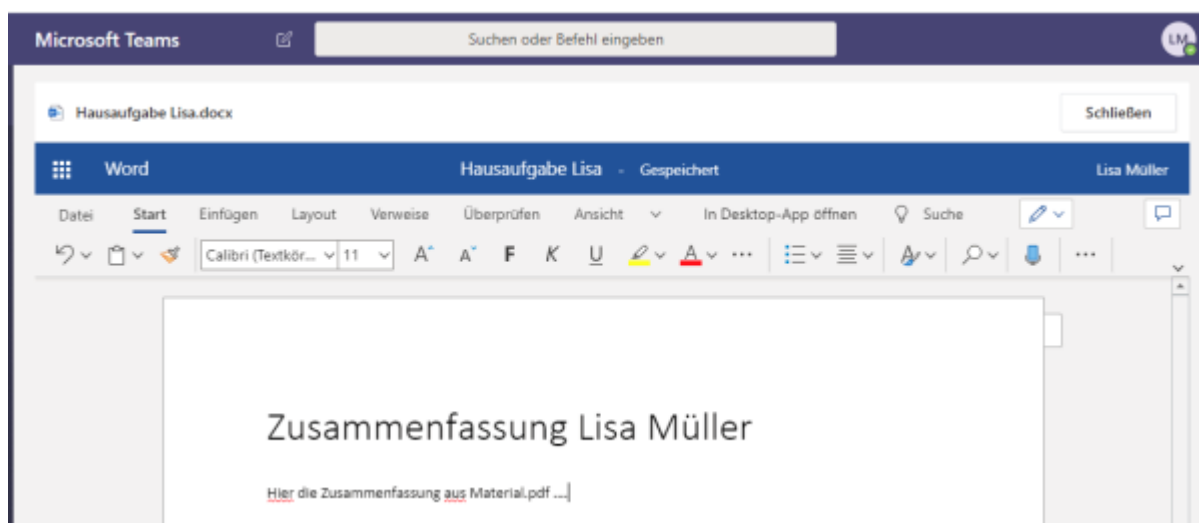 Microsoft Teams Suchen oder Befehl eingeben LM
Hausaufgabe Lisa.docx Schließen
Word Hausaufgabe Lisa - Gespeichert Lisa Müller
Datei Start Einfügen Layout Verweise Überprüfen Ansicht In Desktop-App öffnen Suche
Calibri (Textkör... 11 A A F K U A ... A ...
Zusammenfassung Lisa Müller
Hier die Zusammenfassung aus Material.pdf ....